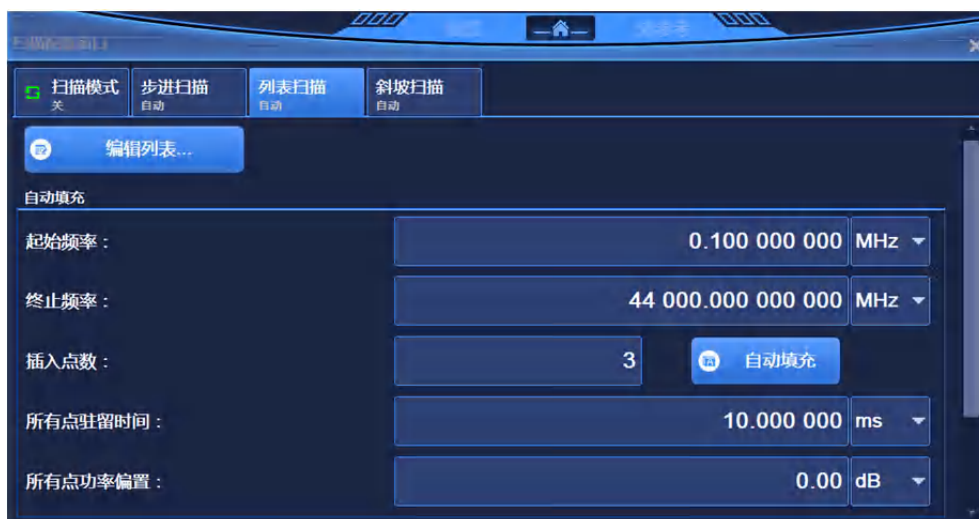 扫描模式 步进扫描 列表扫描 斜坡扫描
关 自动 自动 自动
编辑列表...
自动填充
起始频率： 0.100 000 000 MHz
终止频率： 44 000.000 000 000 MHz
插入点数： 3 自动填充
所有点驻留时间： 10.000 000 ms
所有点功率偏置： 0.00 dB